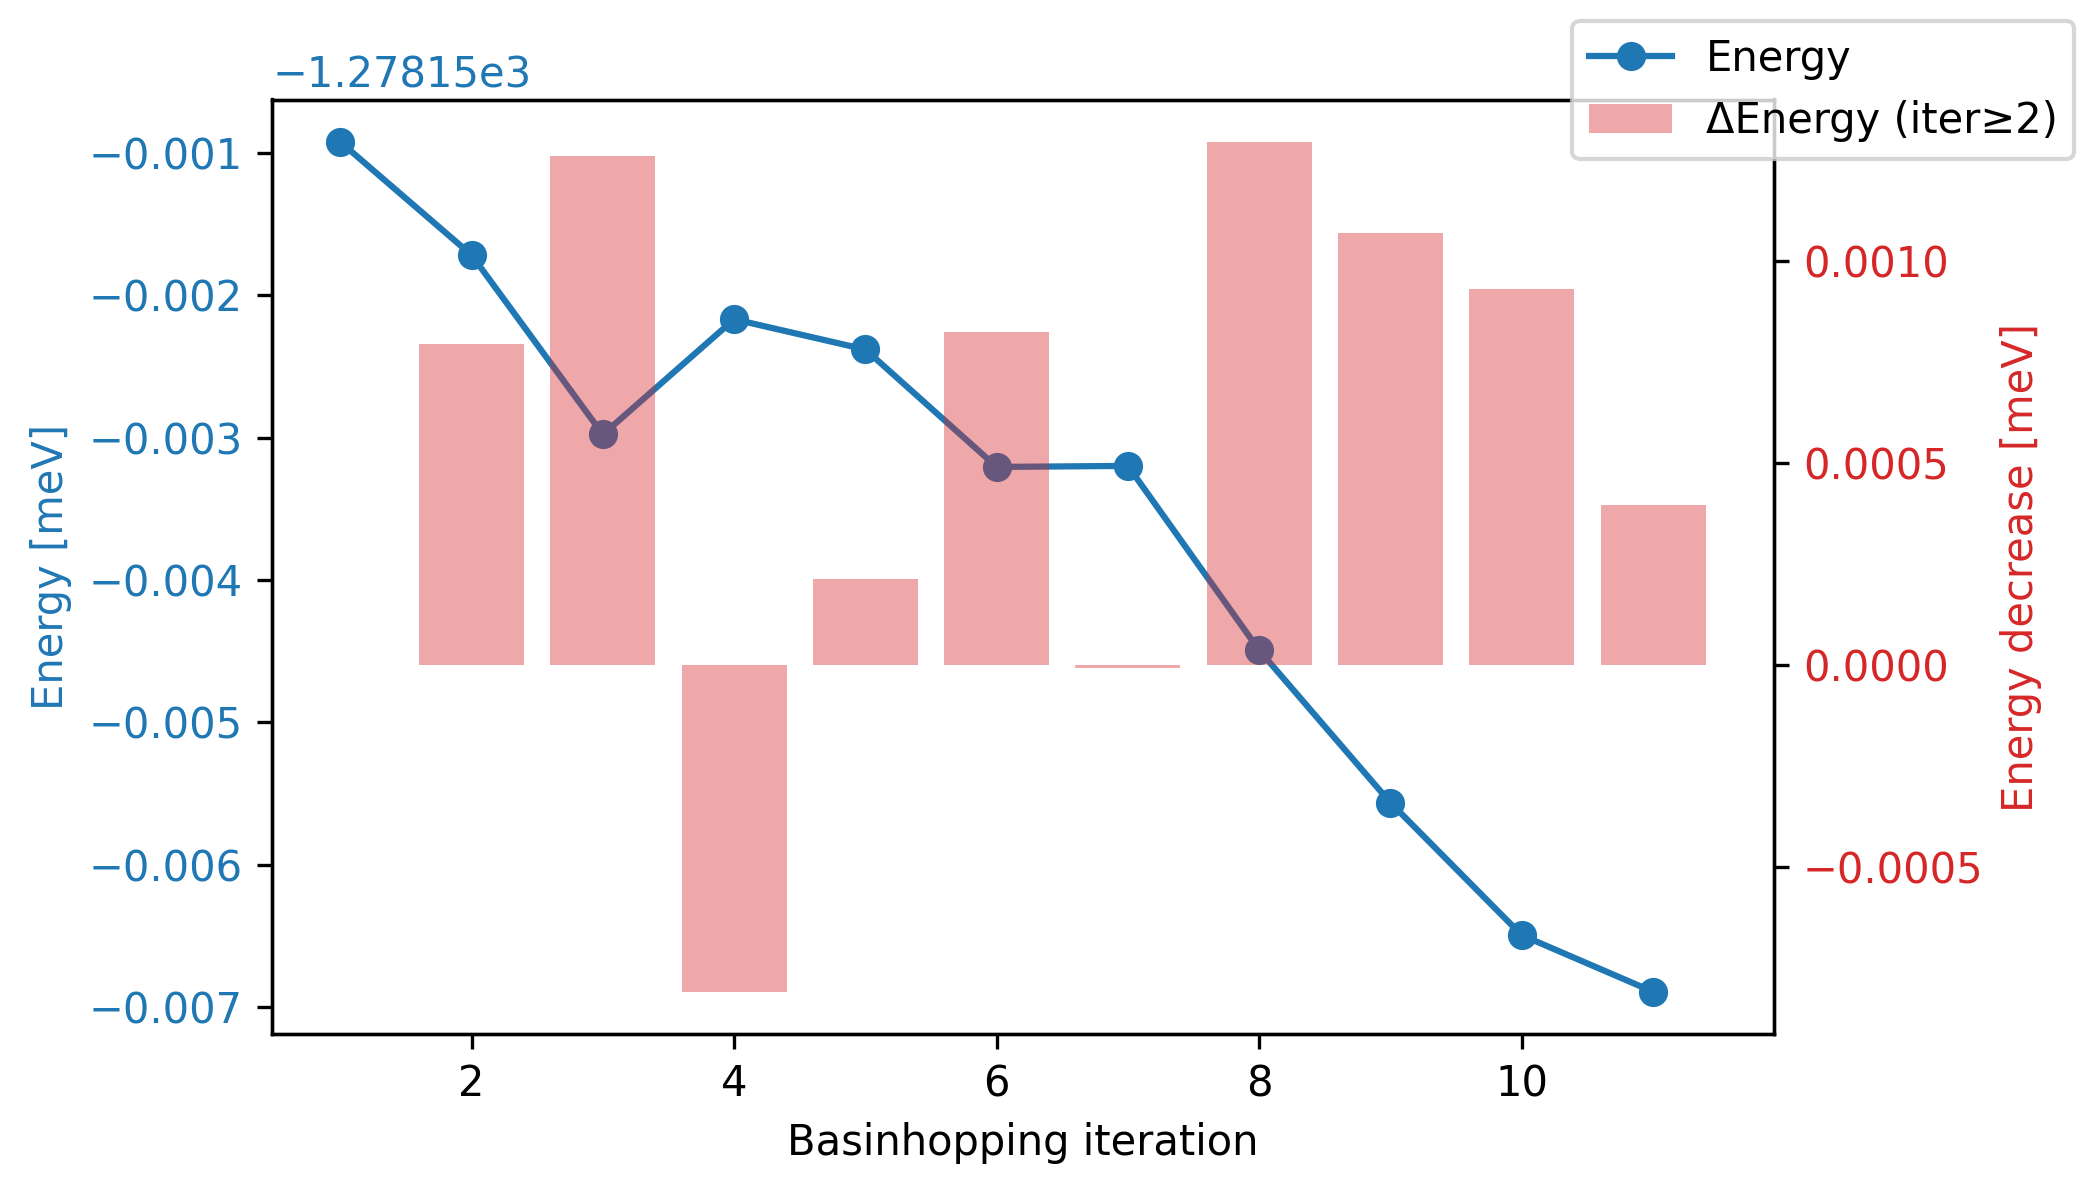 −1.27815e3
Energy
ΔEnergy (iter≥2)
−0.001
−0.002
−0.003
−0.004
−0.005
−0.006
−0.007
Energy [meV]
0.0010
0.0005
0.0000
−0.0005
Energy decrease [meV]
2 4 6 8 10
Basinhopping iteration